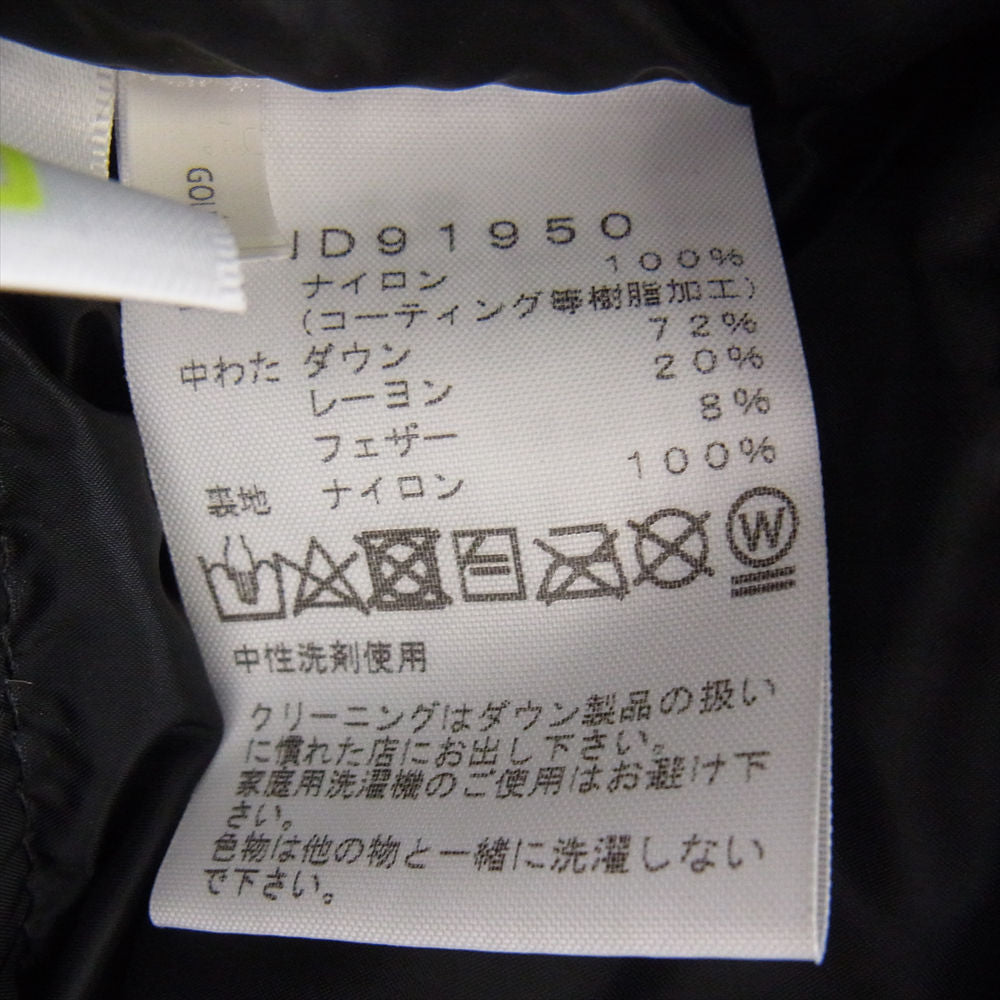 GOL
ND91950
ナイロン 100%
(コーティング等樹脂加工)
中わた ダウン 72%
レーヨン 20%
フェザー 8%
裏地 ナイロン 100%
W
中性洗剤使用
クリーニングはダウン製品の扱い
に慣れた店にお出し下さい。
家庭用洗濯機のご使用はお避け下
さい。
色物は他の物と一緒に洗濯しない
で下さい。